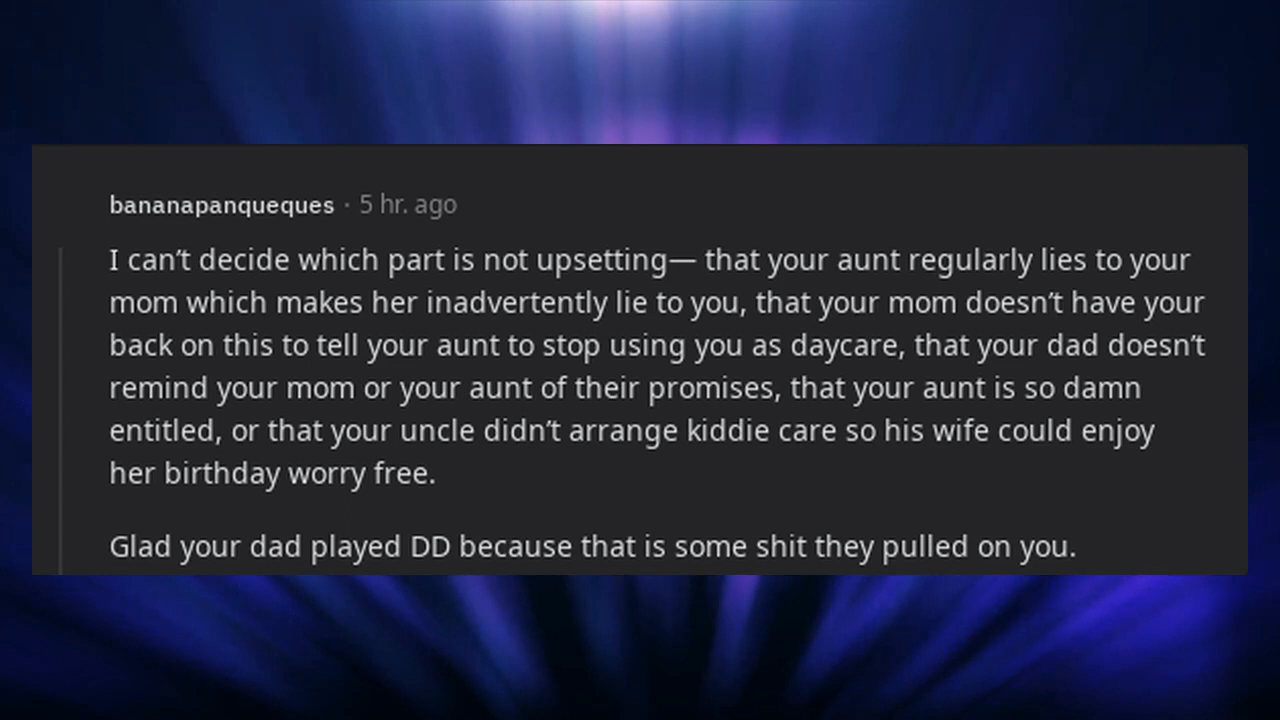 bananapanqueques · 5 hr. ago
I can’t decide which part is not upsetting— that your aunt regularly lies to your
mom which makes her inadvertently lie to you, that your mom doesn’t have your
back on this to tell your aunt to stop using you as daycare, that your dad doesn’t
remind your mom or your aunt of their promises, that your aunt is so damn
entitled, or that your uncle didn’t arrange kiddie care so his wife could enjoy
her birthday worry free.
Glad your dad played DD because that is some shit they pulled on you.